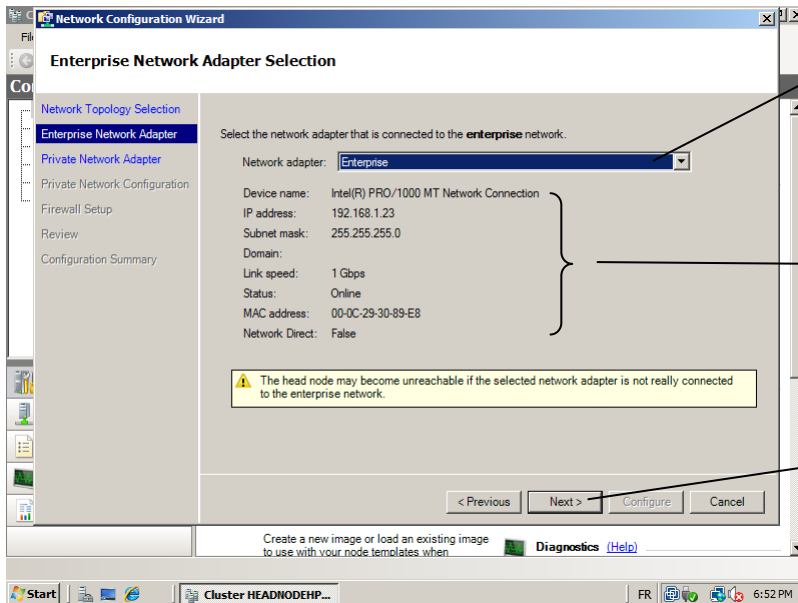 Network Configuration Wizard
Enterprise Network Adapter Selection
Network Topology Selection
Enterprise Network Adapter
Private Network Adapter
Private Network Configuration
Firewall Setup
Review
Configuration Summary
Select the network adapter that is connected to the enterprise network.
Network adapter: Enterprise
Device name: Intel(R) PRO/1000 MT Network Connection
IP address: 192.168.1.23
Subnet mask: 255.255.255.0
Domain:
Link speed: 1 Gbps
Status: Online
MAC address: 00-0C-29-30-89-E8
Network Direct: False
The head node may become unreachable if the selected network adapter is not really connected
to the enterprise network.
< Previous Next > Configure Cancel
Create a new image or load an existing image
to use with your node templates when
Diagnostics (Help)
Start Cluster HEADNODEHP... FR 6:52 PM